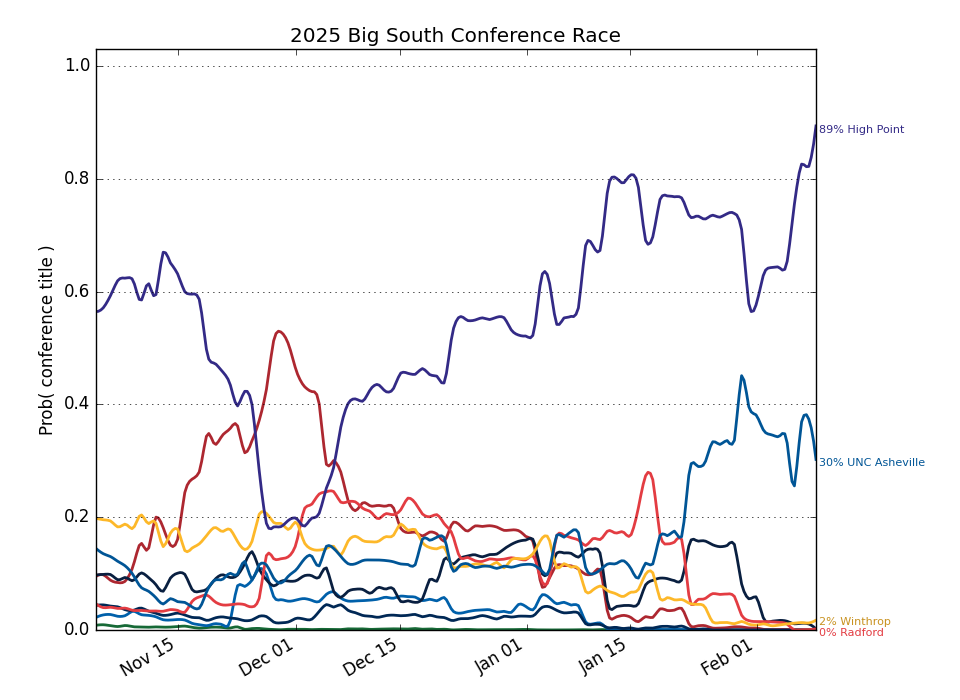 2025 Big South Conference Race
Prob( conference title )
1.0
0.8
0.6
0.4
0.2
0.0
89% High Point
30% UNC Asheville
2% Winthrop
0% Radford
Nov 15
Dec 01
Dec 15
Jan 01
Jan 15
Feb 01